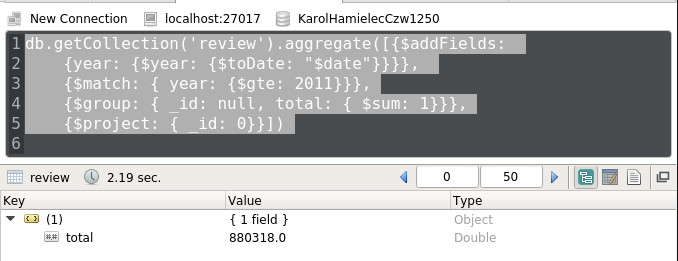 New Connection localhost:27017 KarolHamielecCzw1250
1 db.getCollection('review').aggregate([{$addFields:
2 {year: {$year: {$toDate: "$date"}}}},
3 {$match: { year: {$gte: 2011}}},
4 {$group: { _id: null, total: { $sum: 1}}},
5 {$project: { _id: 0}}])
6
review 2.19 sec. 0 50
Key Value Type
(1) { 1 field } Object
total 880318.0 Double